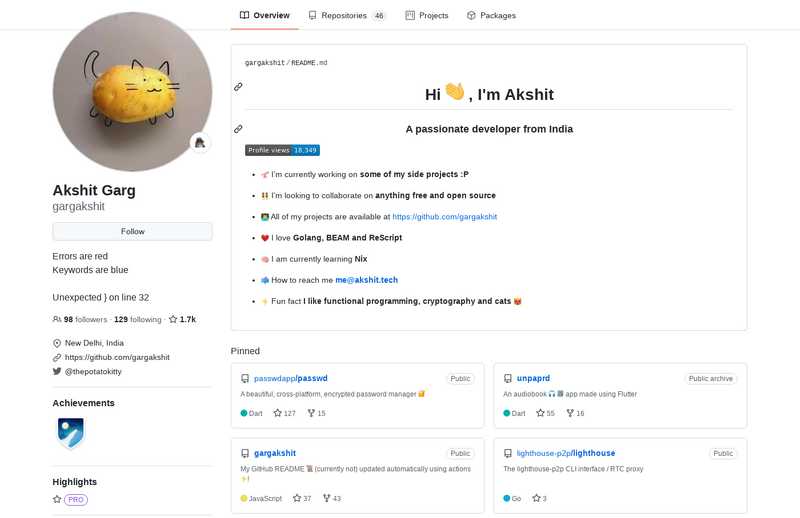 Overview
Repositories 46
Projects
Packages
Akshit Garg
gargakshit
Follow
Errors are red
Keywords are blue
Unexpected } on line 32
98 followers · 129 following · 1.7k
New Delhi, India
https://github.com/gargakshit
@thepotatokitty
Achievements
Highlights
PRO
gargakshit / README.md
Hi 👋, I'm Akshit
A passionate developer from India
Profile views 18,349
I'm currently working on some of my side projects :P
I'm looking to collaborate on anything free and open source
All of my projects are available at https://github.com/gargakshit
I love Golang, BEAM and ReScript
I am currently learning Nix
How to reach me me@akshit.tech
Fun fact I like functional programming, cryptography and cats
Pinned
passwdapp/passwd Public
A beautiful, cross-platform, encrypted password manager
Dart 127 15
unpaprd Public archive
An audiobook app made using Flutter
Dart 55 16
gargakshit Public
My GitHub README (currently not) updated automatically using actions
!
JavaScript 37 43
lighthouse-p2p/lighthouse Public
The lighthouse-p2p CLI interface / RTC proxy
Go 3